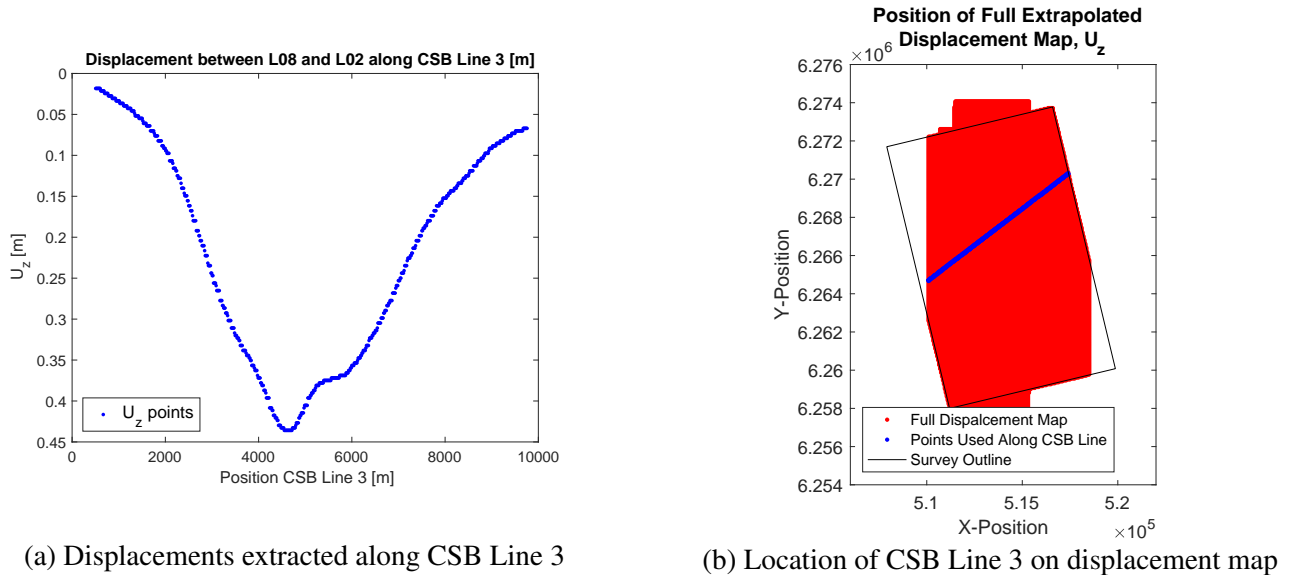 Displacement between L08 and L02 along CSB Line 3 [m]
0
0.05
0.1
0.15
0.2
0.25
0.3
0.35
0.4
0.45
U_z [m]
U_z points
0 2000 4000 6000 8000 10000
Position CSB Line 3 [m]
(a) Displacements extracted along CSB Line 3
Position of Full Extrapolated
Displacement Map, U_z
×10^6
6.276
6.274
6.272
6.27
6.268
6.266
6.264
6.262
6.26
6.258
6.256
6.254
Y-Position
Full Dispalcement Map
Points Used Along CSB Line
Survey Outline
5.1 5.15 5.2
X-Position
×10^5
(b) Location of CSB Line 3 on displacement map